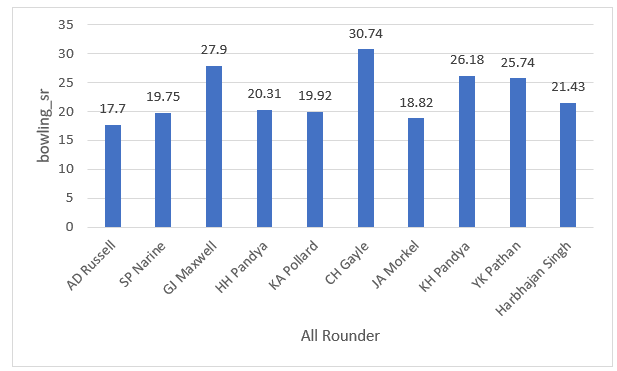 35
30
25
20
15
10
5
0
bowling_sr
17.7
19.75
27.9
20.31
19.92
30.74
18.82
26.18
25.74
21.43
AD Russell
SP Narine
GJ Maxwell
HH Pandya
KA Pollard
CH Gayle
JA Morkel
KH Pandya
YK Pathan
Harbhajan Singh
All Rounder